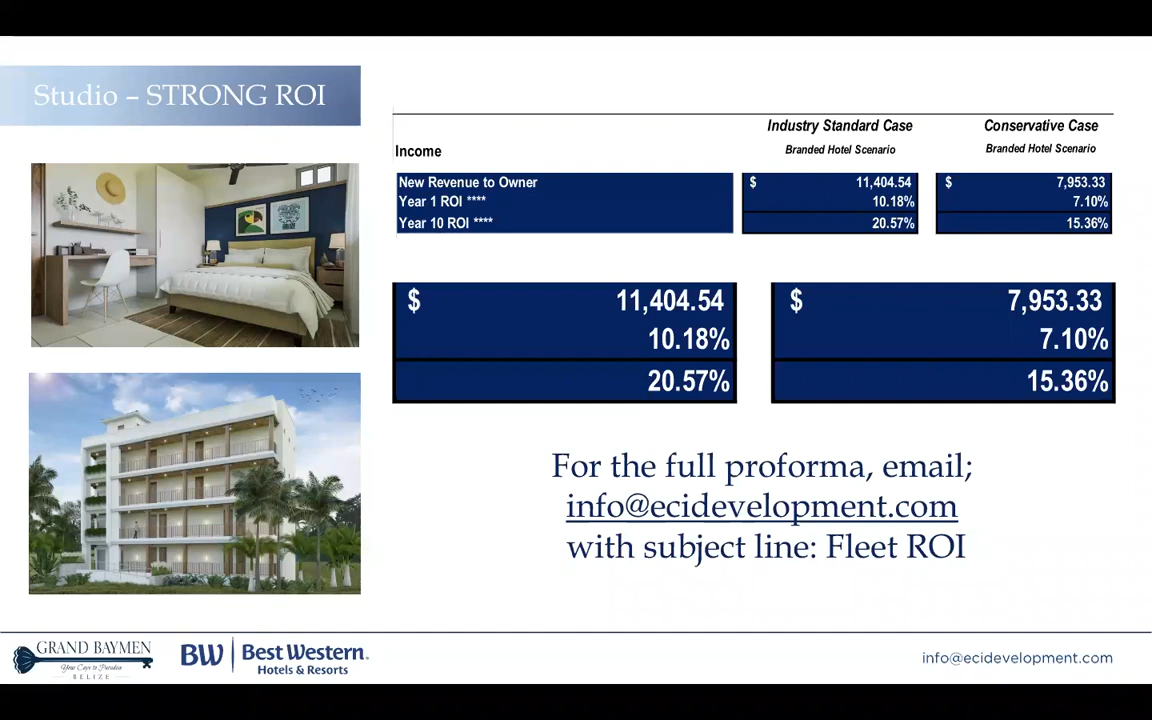 Studio – STRONG ROI
Industry Standard Case Conservative Case
Income Branded Hotel Scenario Branded Hotel Scenario
New Revenue to Owner $ 11,404.54 $ 7,953.33
Year 1 ROI **** 10.18% 7.10%
Year 10 ROI **** 20.57% 15.36%
$ 11,404.54 $ 7,953.33
10.18% 7.10%
20.57% 15.36%
For the full proforma, email;
info@ecidevelopment.com
with subject line: Fleet ROI
GRAND BAYMEN
Your Cayo to Paradise
BELIZE
BW Best Western.
Hotels & Resorts
info@ecidevelopment.com